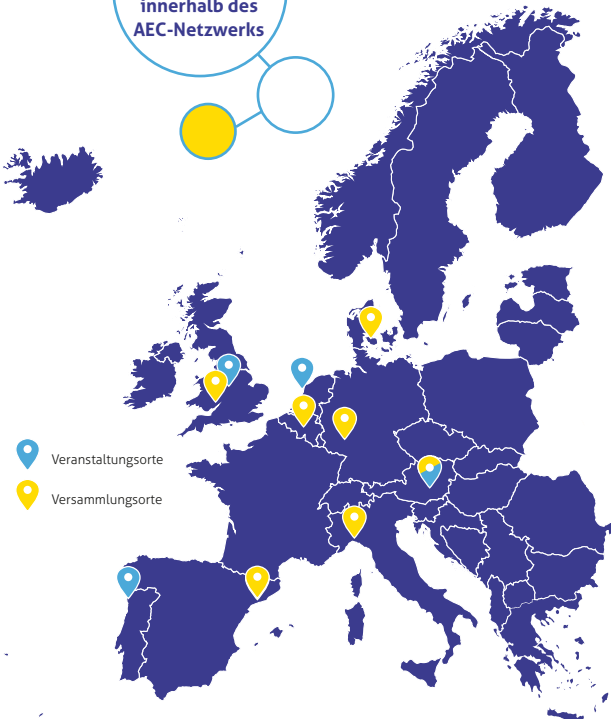 innerhalb des
AEC-Netzwerks
Veranstaltungsorte
Versammlungsorte